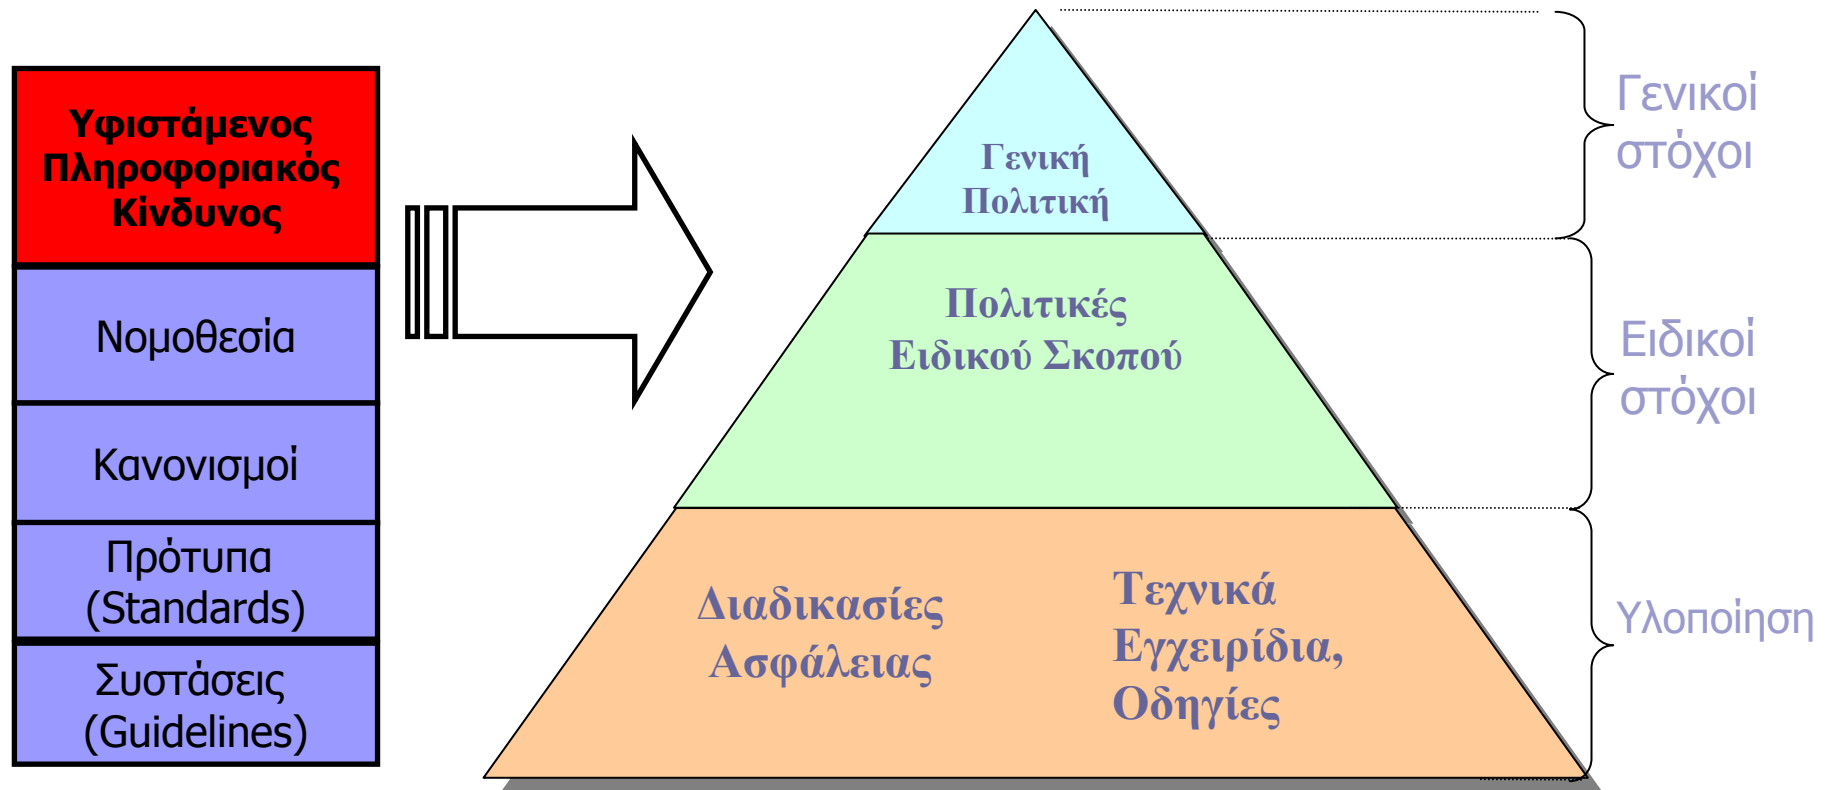 Υφιστάμενος
Πληροφοριακός
Κίνδυνος
Νομοθεσία
Κανονισμοί
Πρότυπα
(Standards)
Συστάσεις
(Guidelines)
Γενική
Πολιτική
Πολιτικές
Ειδικού Σκοπού
Διαδικασίες
Ασφάλειας
Τεχνικά
Εγχειρίδια,
Οδηγίες
Γενικοί
στόχοι
Ειδικοί
στόχοι
Υλοποίηση